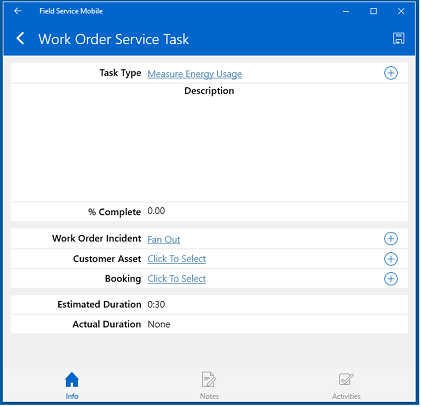 Field Service Mobile
Work Order Service Task
Task Type Measure Energy Usage
Description
% Complete 0.00
Work Order Incident Fan Out
Customer Asset Click To Select
Booking Click To Select
Estimated Duration 0:30
Actual Duration None
Info Notes Activities